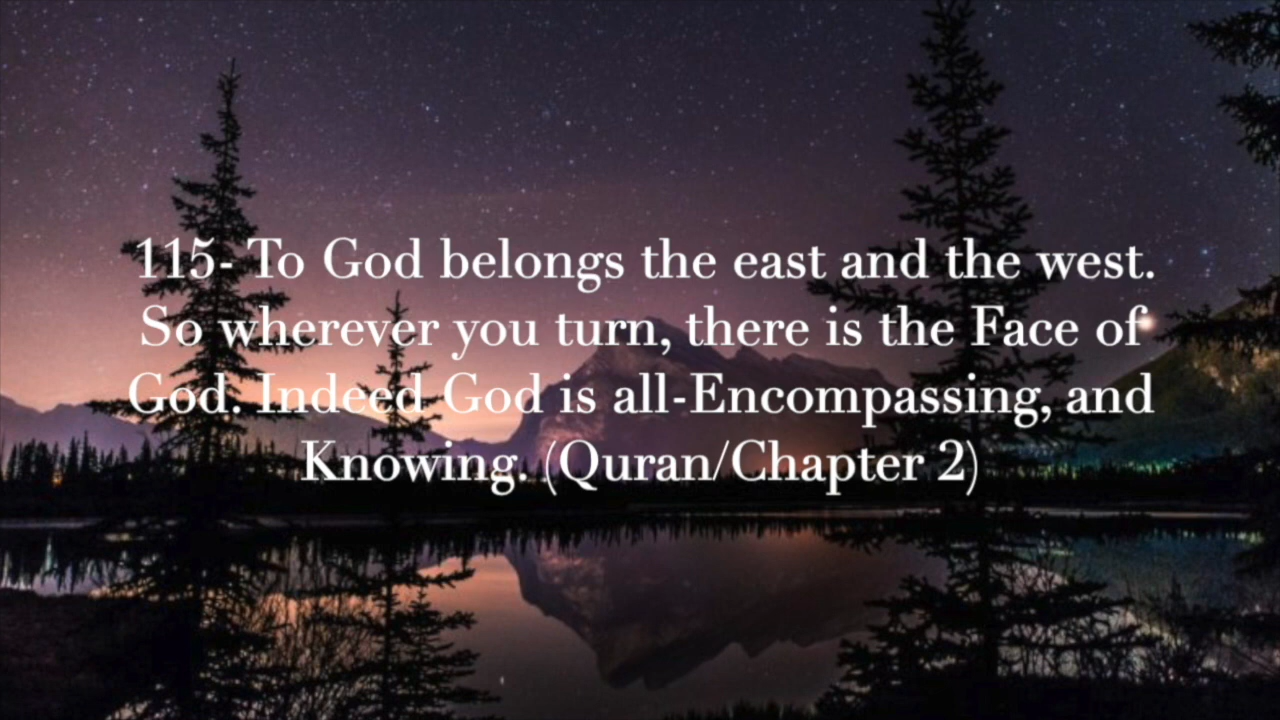 115- To God belongs the east and the west.
So wherever you turn, there is the Face of
God. Indeed God is all-Encompassing, and
Knowing. (Quran/Chapter 2)